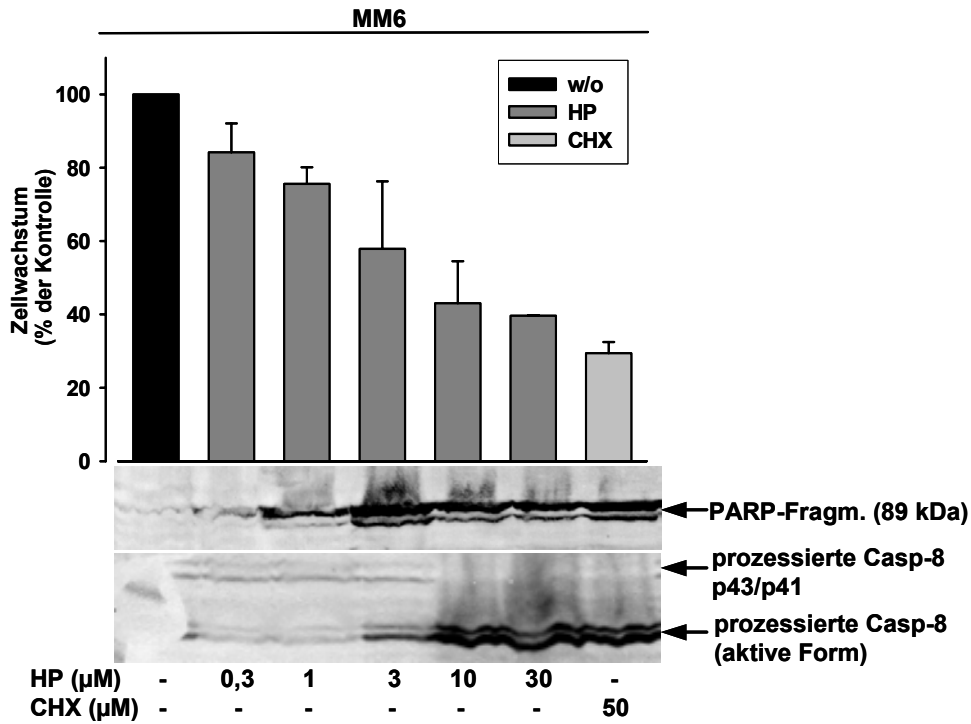 MM6
w/o
HP
CHX
Zellwachstum
(% der Kontrolle)
100
80
60
40
20
0
PARP-Fragm. (89 kDa)
prozessierte Casp-8
p43/p41
prozessierte Casp-8
(aktive Form)
HP (µM) - 0,3 1 3 10 30 -
CHX (µM) - - - - - - 50